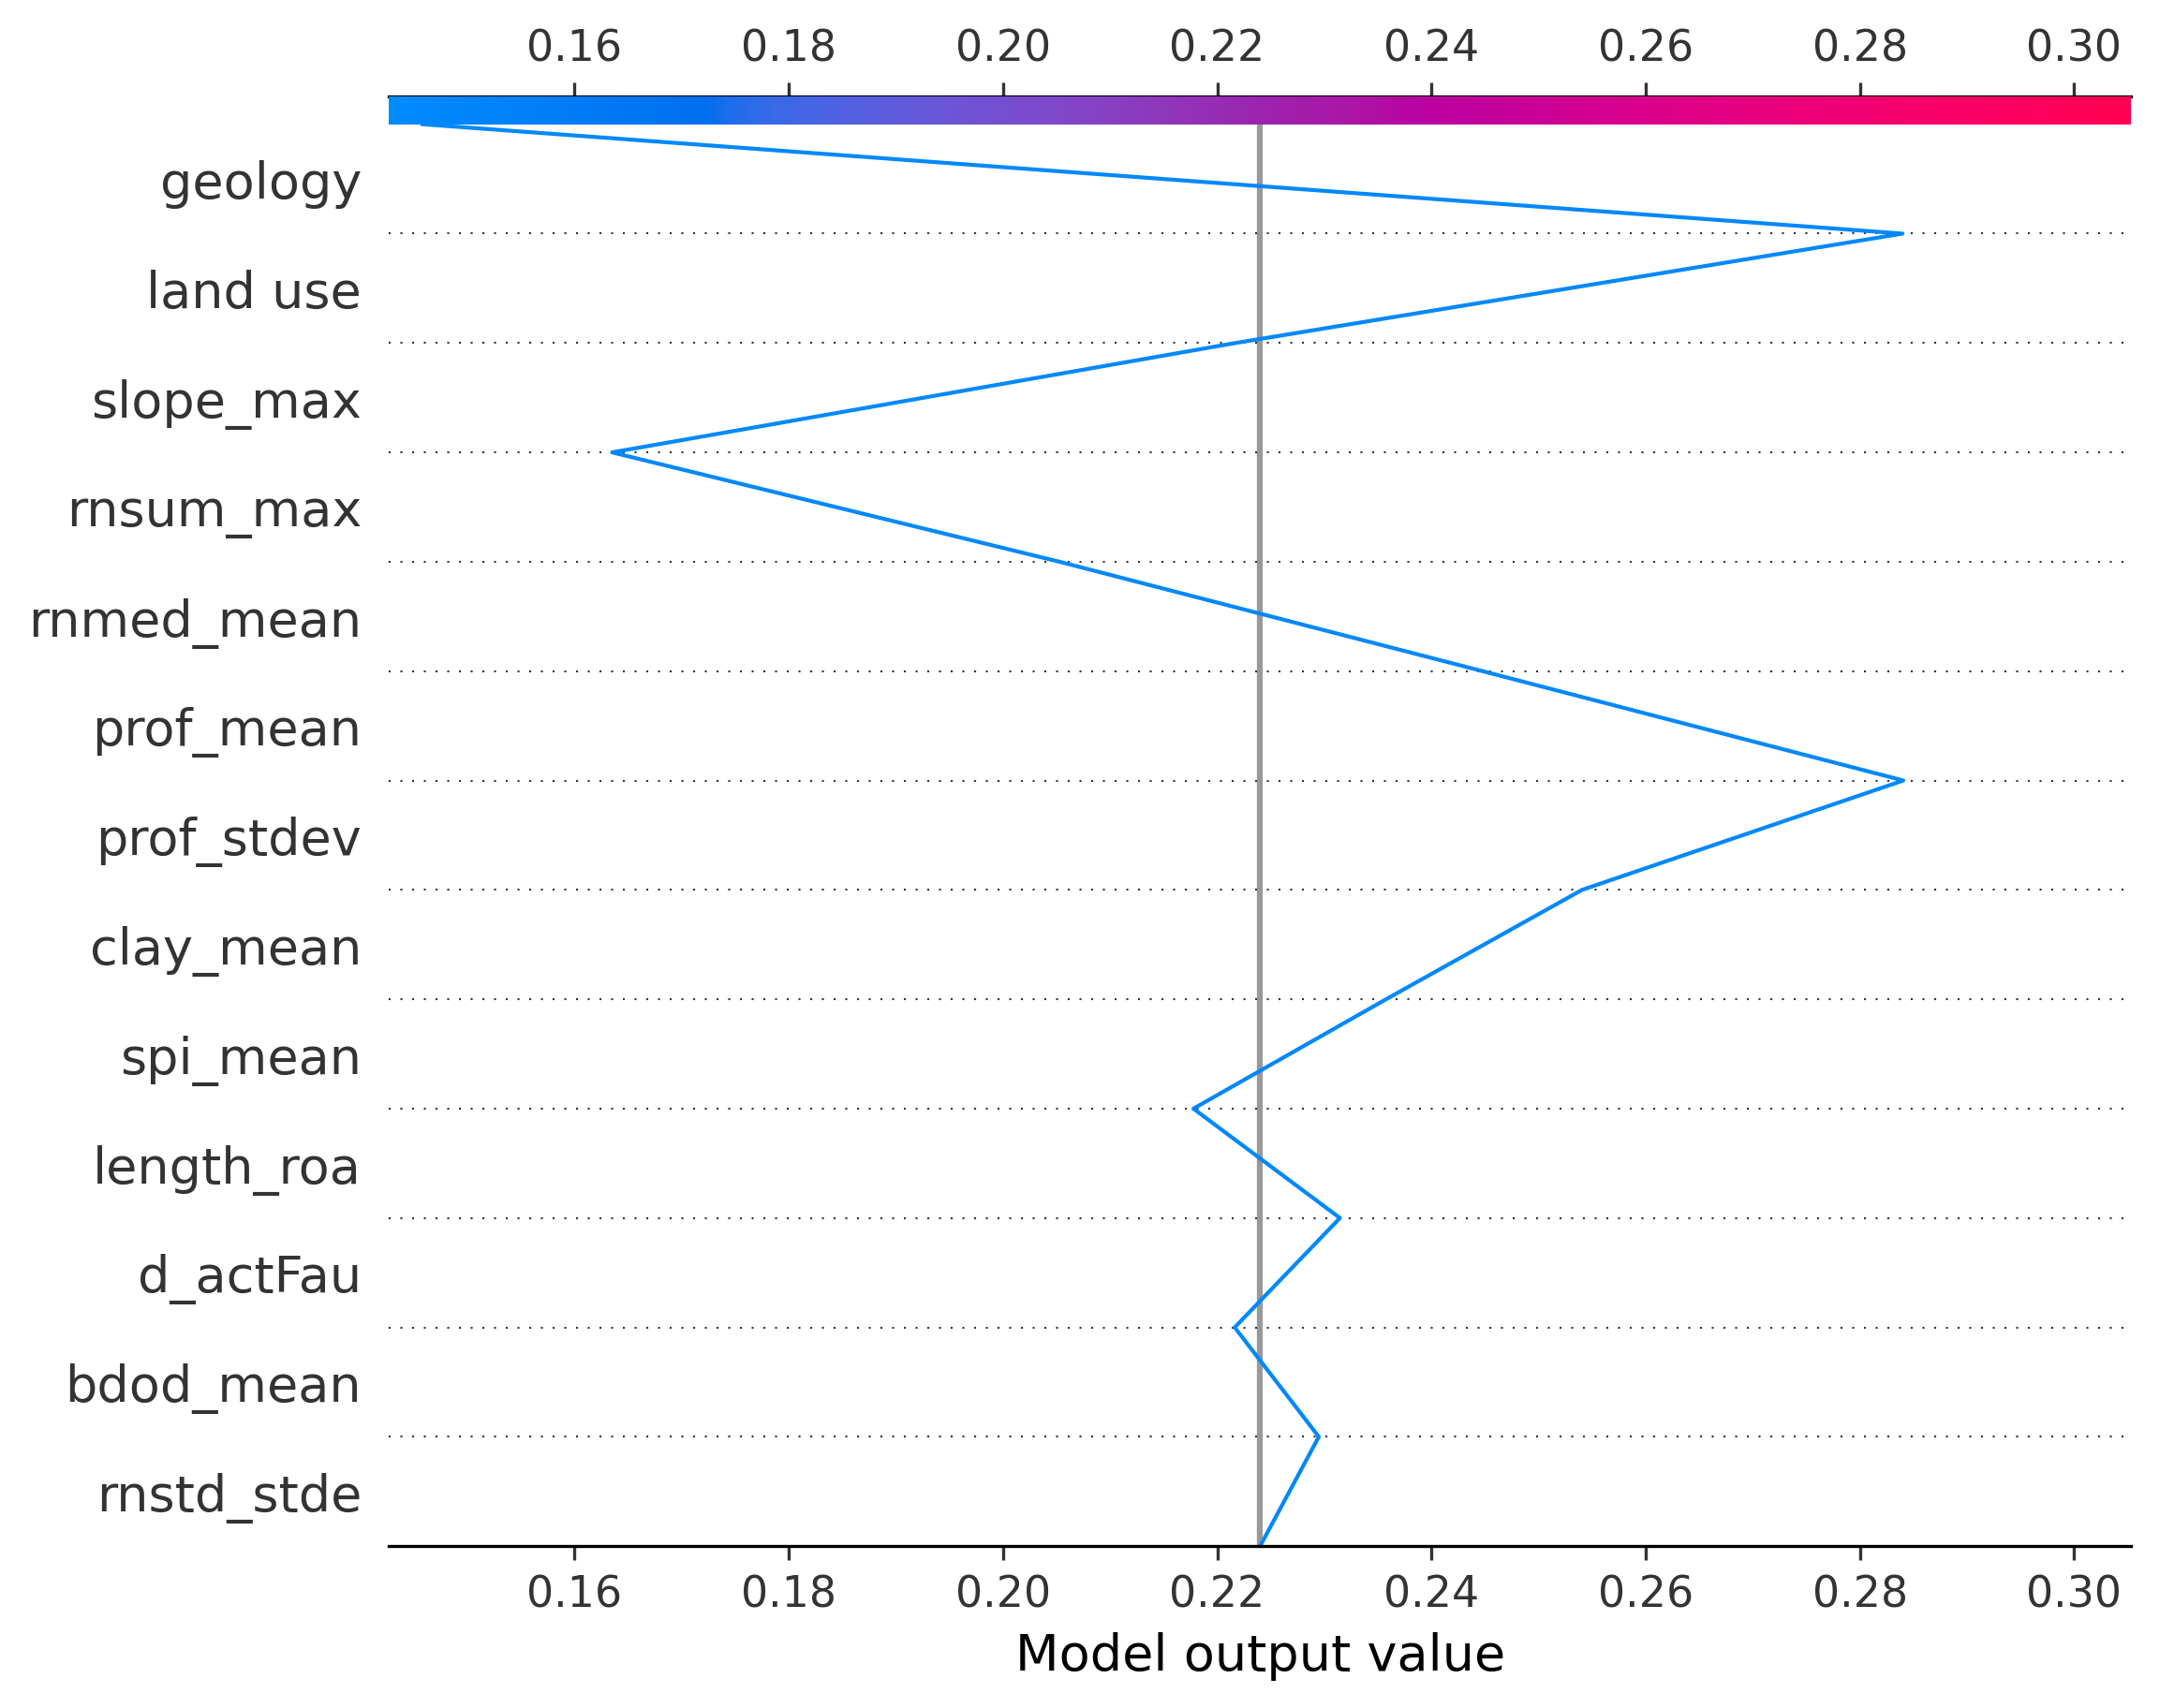 0.16 0.18 0.20 0.22 0.24 0.26 0.28 0.30
geology
land use
slope_max
rnsum_max
rnmed_mean
prof_mean
prof_stdev
clay_mean
spi_mean
length_roa
d_actFau
bdod_mean
rnstd_stde
0.16 0.18 0.20 0.22 0.24 0.26 0.28 0.30
Model output value